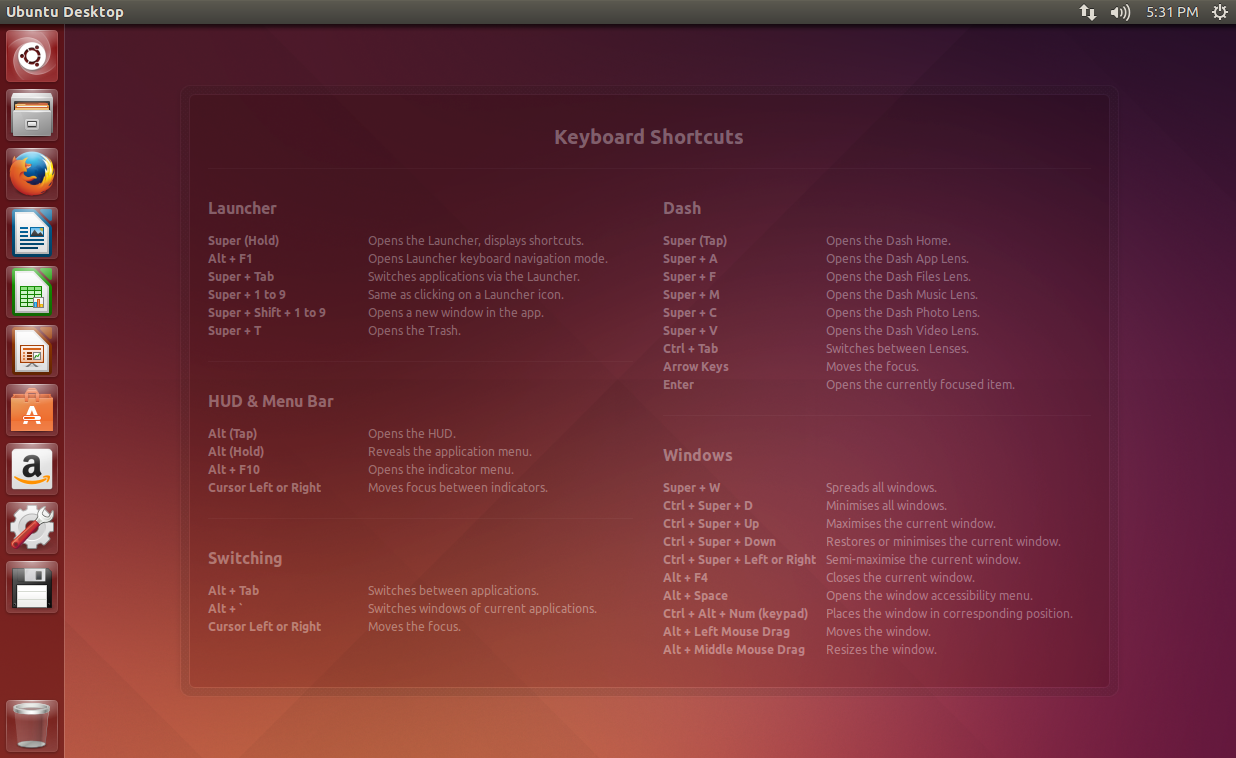 Ubuntu Desktop
5:31 PM
Keyboard Shortcuts
Launcher
Super (Hold) Opens the Launcher, displays shortcuts.
Alt + F1 Opens Launcher keyboard navigation mode.
Super + Tab Switches applications via the Launcher.
Super + 1 to 9 Same as clicking on a Launcher icon.
Super + Shift + 1 to 9 Opens a new window in the app.
Super + T Opens the Trash.
HUD & Menu Bar
Alt (Tap) Opens the HUD.
Alt (Hold) Reveals the application menu.
Alt + F10 Opens the indicator menu.
Cursor Left or Right Moves focus between indicators.
Switching
Alt + Tab Switches between applications.
Alt + ` Switches windows of current applications.
Cursor Left or Right Moves the focus.
Dash
Super (Tap) Opens the Dash Home.
Super + A Opens the Dash App Lens.
Super + F Opens the Dash Files Lens.
Super + M Opens the Dash Music Lens.
Super + C Opens the Dash Photo Lens.
Super + V Opens the Dash Video Lens.
Ctrl + Tab Switches between Lenses.
Arrow Keys Moves the focus.
Enter Opens the currently focused item.
Windows
Super + W Spreads all windows.
Ctrl + Super + D Minimises all windows.
Ctrl + Super + Up Maximises the current window.
Ctrl + Super + Down Restores or minimises the current window.
Ctrl + Super + Left or Right Semi-maximise the current window.
Alt + F4 Closes the current window.
Alt + Space Opens the window accessibility menu.
Ctrl + Alt + Num (keypad) Places the window in corresponding position.
Alt + Left Mouse Drag Moves the window.
Alt + Middle Mouse Drag Resizes the window.